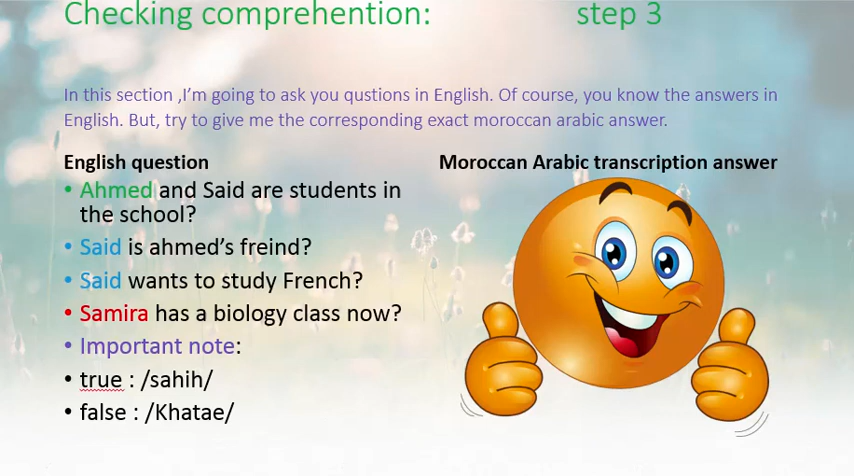 Checking comprehention: step 3
In this section ,I'm going to ask you qustions in English. Of course, you know the answers in
English. But, try to give me the corresponding exact moroccan arabic answer.
English question
Moroccan Arabic transcription answer
• Ahmed and Said are students in
the school?
• Said is ahmed's freind?
• Said wants to study French?
• Samira has a biology class now?
• Important note:
• true : /sahih/
• false : /Khatae/